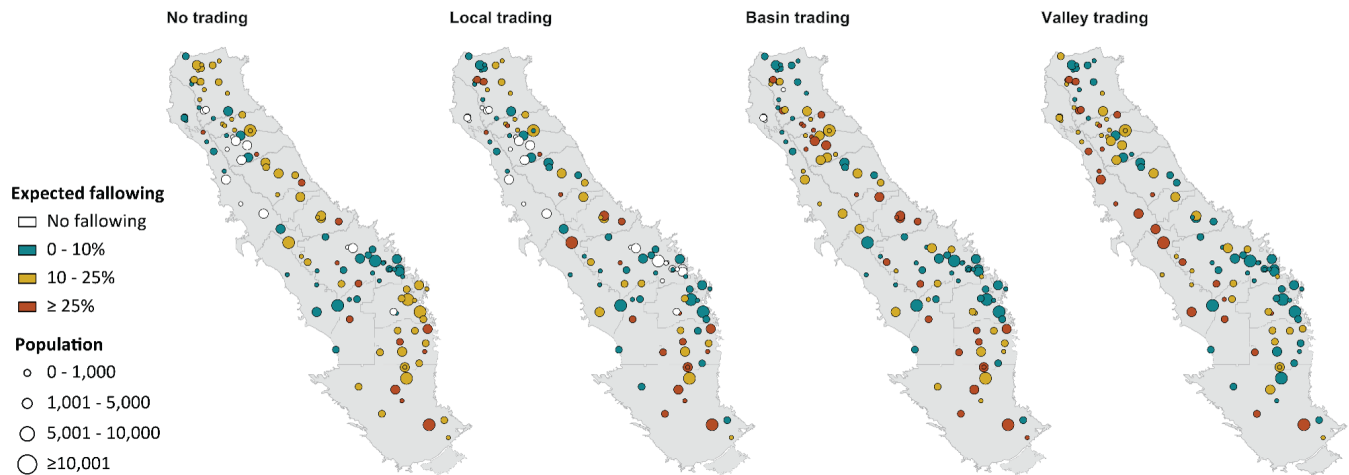 No trading
Local trading
Basin trading
Valley trading
Expected fallowing
No fallowing
0 - 10%
10 - 25%
≥ 25%
Population
0 - 1,000
1,001 - 5,000
5,001 - 10,000
≥10,001